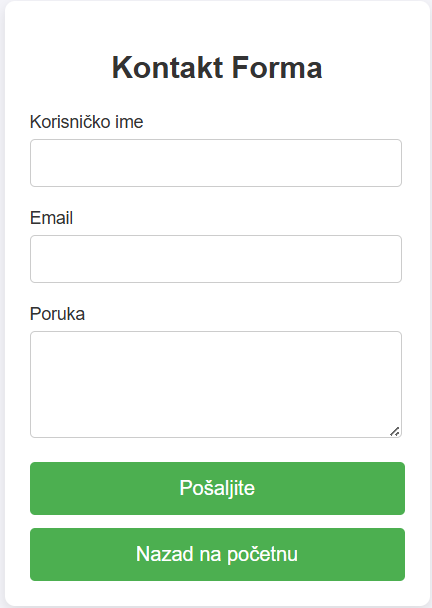 Kontakt Forma
Korisničko ime
Email
Poruka
Pošaljite
Nazad na početnu